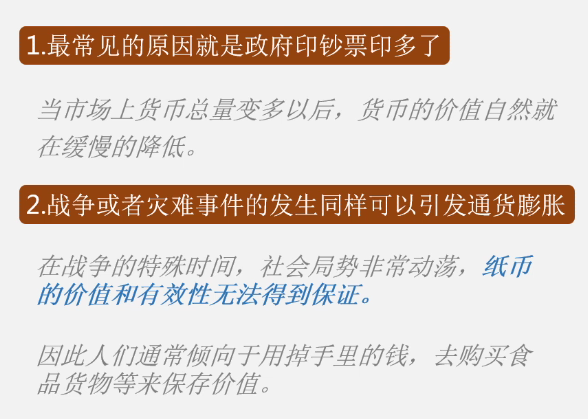 1.最常见的原因就是政府印钞票印多了
当市场上货币总量变多以后，货币的价值自然就
在缓慢的降低。
2.战争或者灾难事件的发生同样可以引发通货膨胀
在战争的特殊时间，社会局势非常动荡，纸币
的价值和有效性无法得到保证。
因此人们通常倾向于用掉手里的钱，去购买食
品货物等来保存价值。